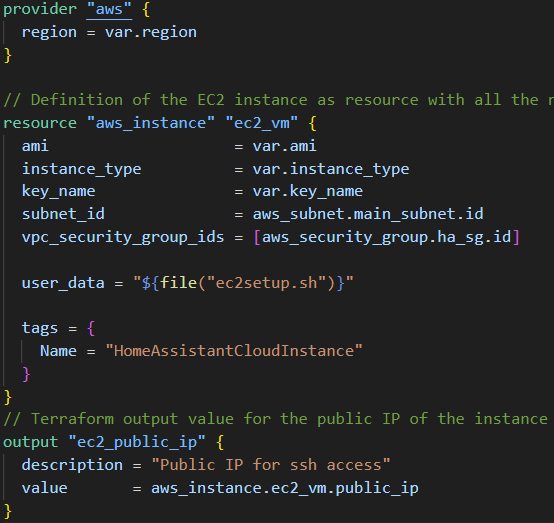 provider "aws" {
  region = var.region
}

// Definition of the EC2 instance as resource with all the
resource "aws_instance" "ec2_vm" {
  ami                    = var.ami
  instance_type          = var.instance_type
  key_name               = var.key_name
  subnet_id              = aws_subnet.main_subnet.id
  vpc_security_group_ids = [aws_security_group.ha_sg.id]

  user_data = "${file("ec2setup.sh")}"

  tags = {
    Name = "HomeAssistantCloudInstance"
  }
}
// Terraform output value for the public IP of the instance
output "ec2_public_ip" {
  description = "Public IP for ssh access"
  value       = aws_instance.ec2_vm.public_ip
}